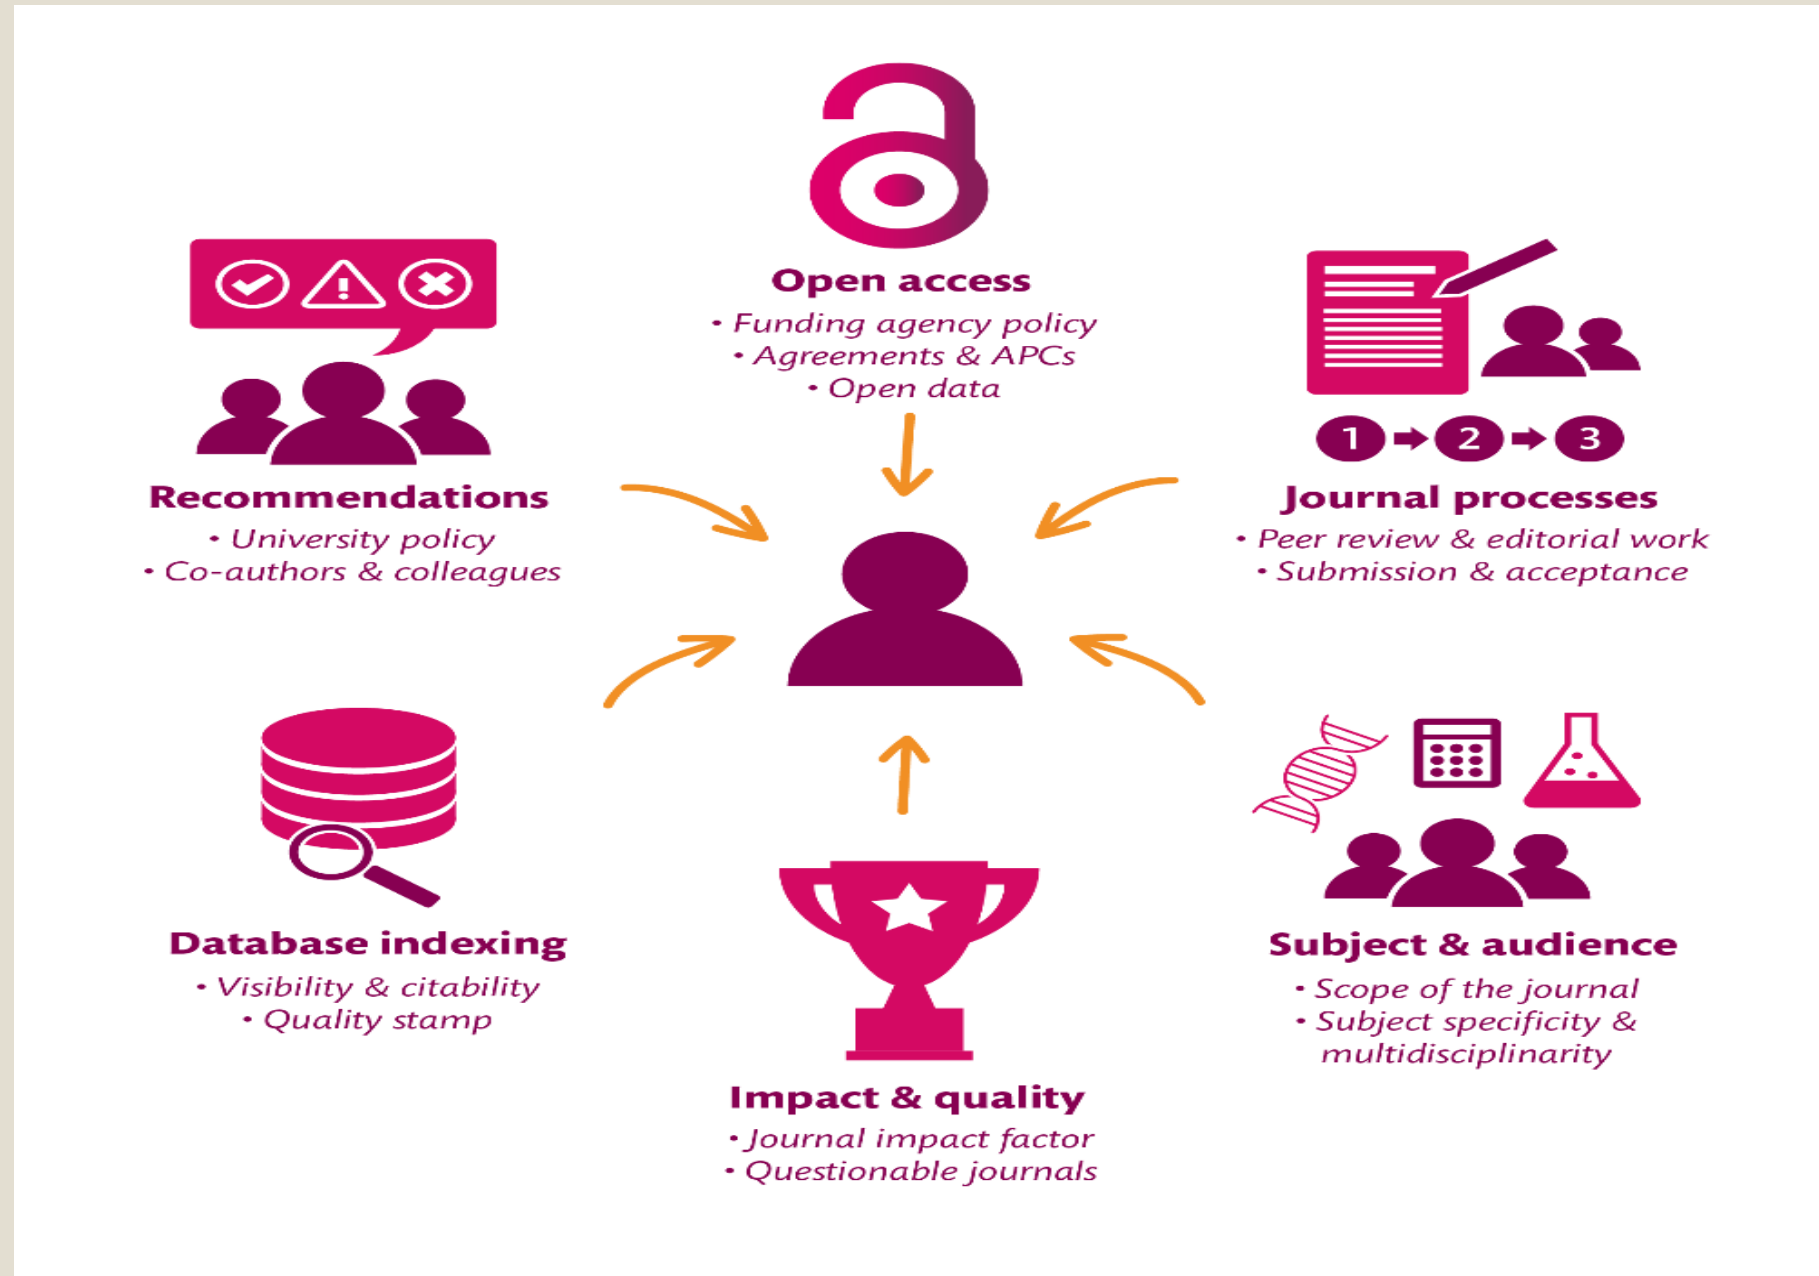 Open access
• Funding agency policy
• Agreements & APCs
• Open data
Recommendations
• University policy
• Co-authors & colleagues
1 2 3
Journal processes
• Peer review & editorial work
• Submission & acceptance
Database indexing
• Visibility & citability
• Quality stamp
Subject & audience
• Scope of the journal
• Subject specificity &
multidisciplinarity
Impact & quality
• Journal impact factor
• Questionable journals